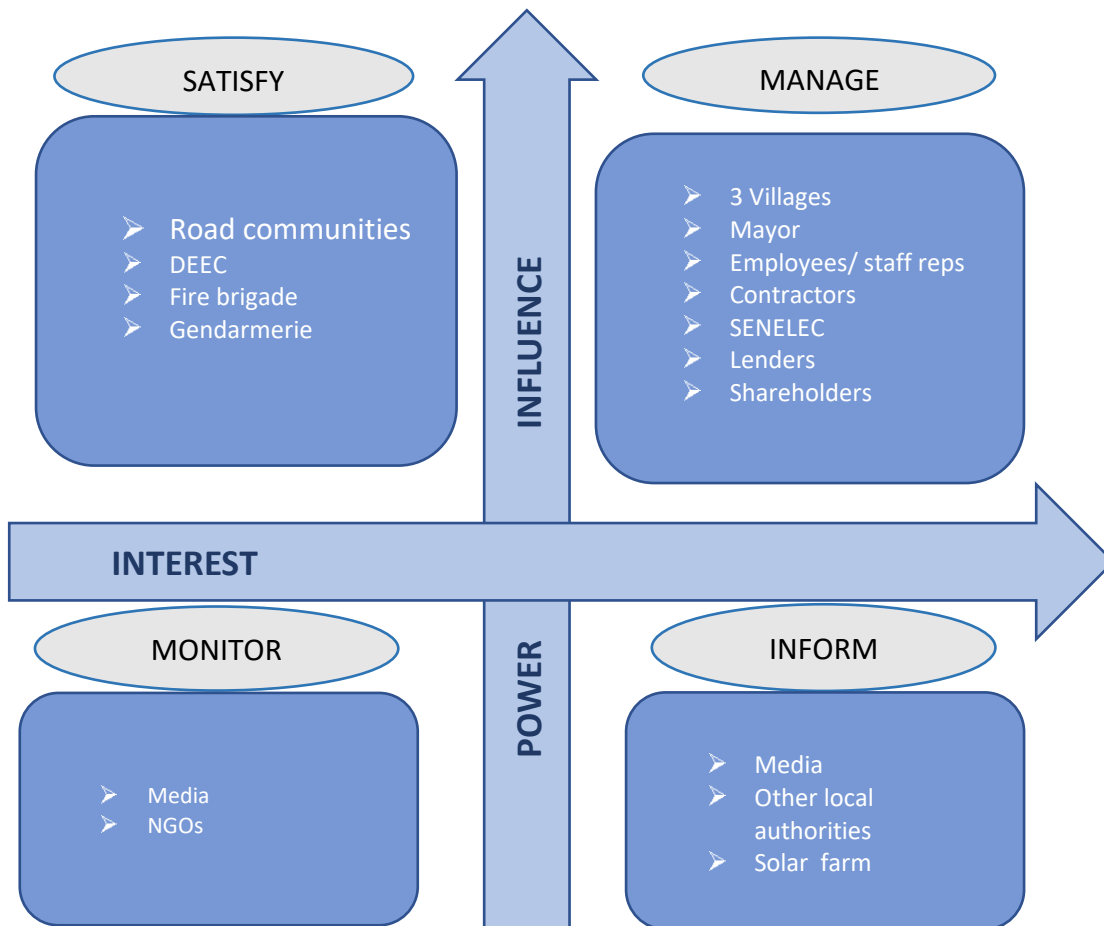 SATISFY
MANAGE
➢ Road communities
➢ DEEC
➢ Fire brigade
➢ Gendarmerie
➢ 3 Villages
➢ Mayor
➢ Employees/ staff reps
➢ Contractors
➢ SENELEC
➢ Lenders
➢ Shareholders
INFLUENCE
INTEREST
MONITOR
INFORM
POWER
➢ Media
➢ NGOs
➢ Media
➢ Other local
authorities
➢ Solar farm